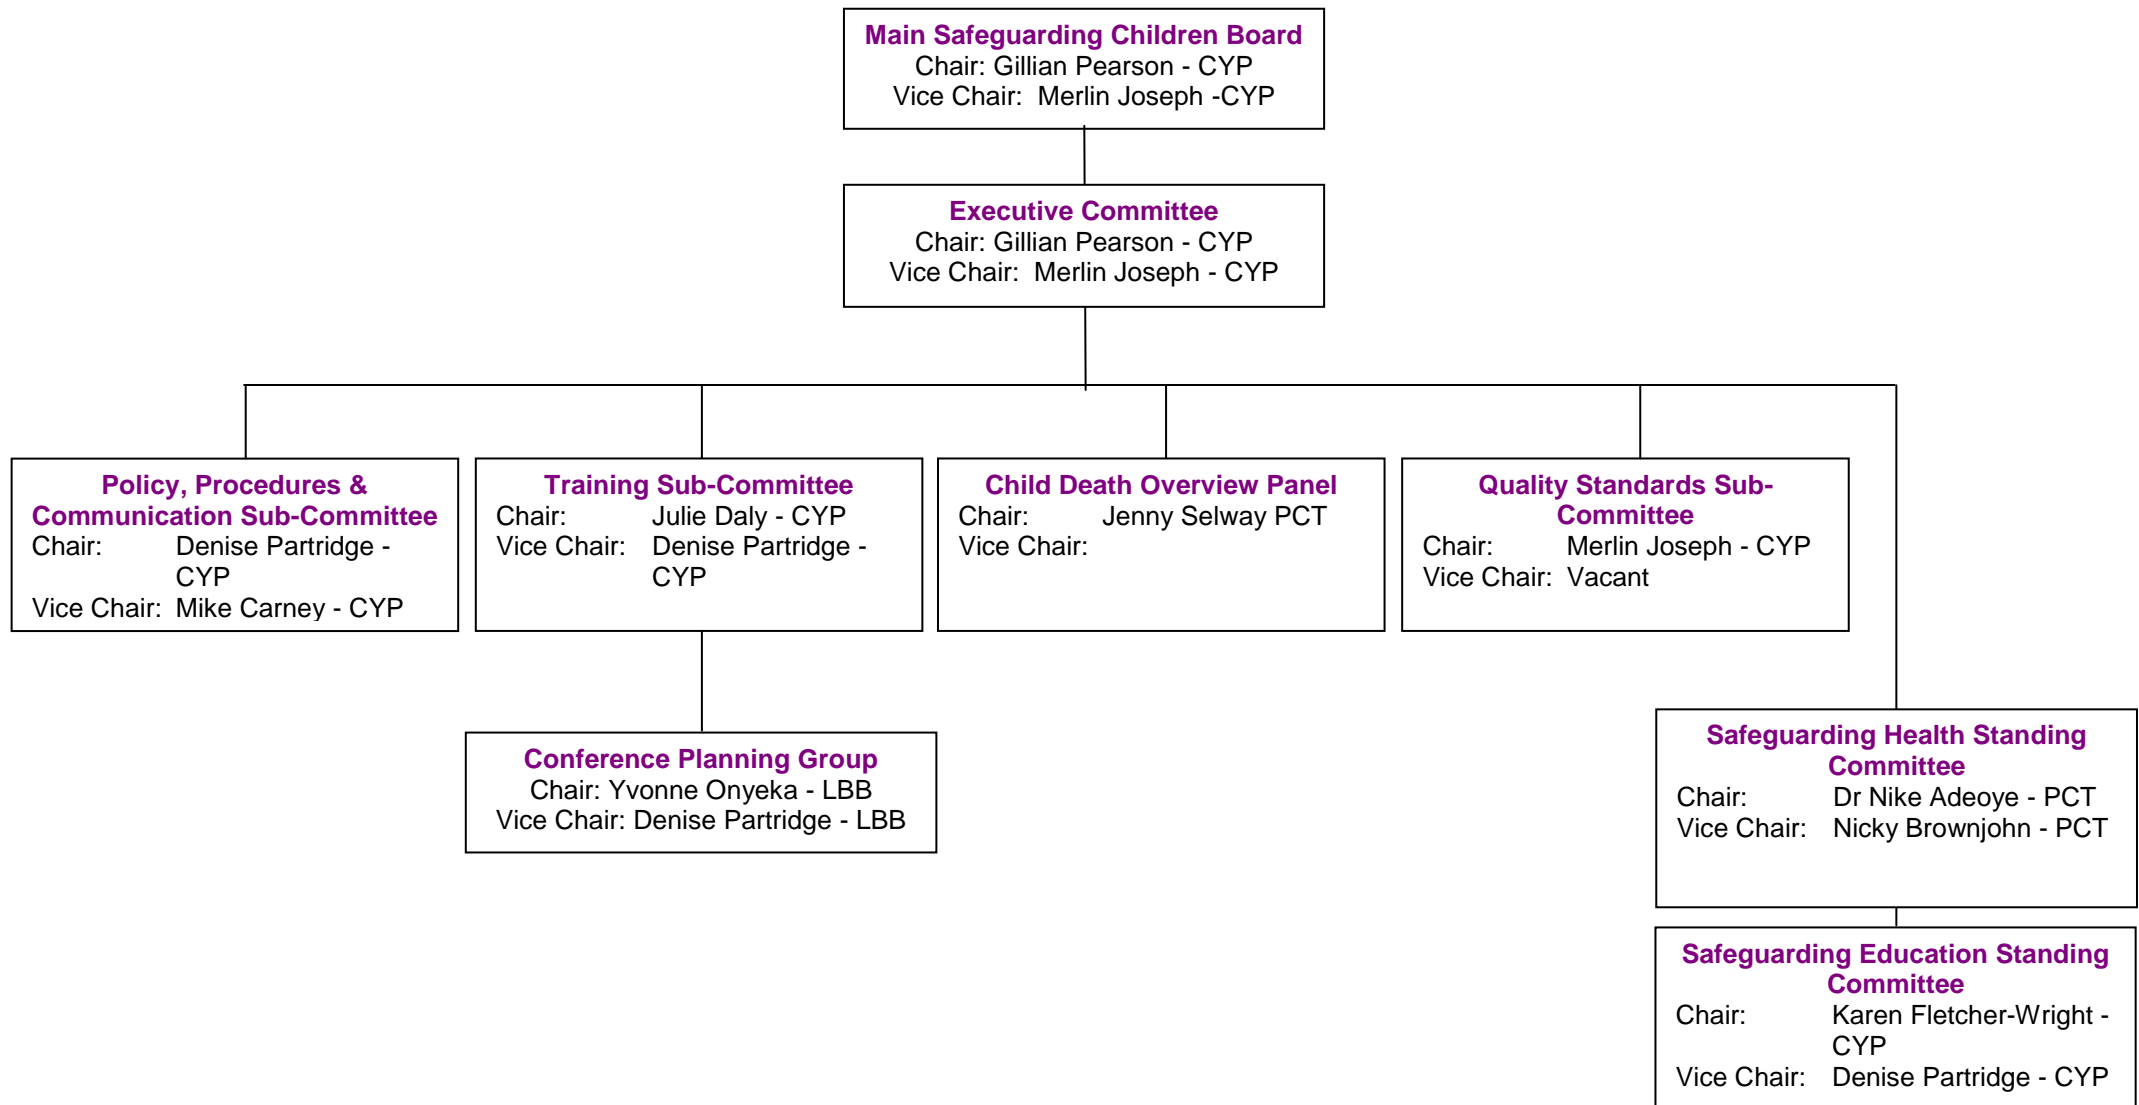 Main Safeguarding Children Board
Chair: Gillian Pearson - CYP
Vice Chair: Merlin Joseph -CYP
Executive Committee
Chair: Gillian Pearson - CYP
Vice Chair: Merlin Joseph - CYP
Policy, Procedures &
Communication Sub-Committee
Chair: Denise Partridge -
CYP
Vice Chair: Mike Carney - CYP
Training Sub-Committee
Chair: Julie Daly - CYP
Vice Chair: Denise Partridge -
CYP
Child Death Overview Panel
Chair: Jenny Selway PCT
Vice Chair:
Quality Standards Sub-
Committee
Chair: Merlin Joseph - CYP
Vice Chair: Vacant
Conference Planning Group
Chair: Yvonne Onyeka - LBB
Vice Chair: Denise Partridge - LBB
Safeguarding Health Standing
Committee
Chair: Dr Nike Adeoye - PCT
Vice Chair: Nicky Brownjohn - PCT
Safeguarding Education Standing
Committee
Chair: Karen Fletcher-Wright -
CYP
Vice Chair: Denise Partridge - CYP